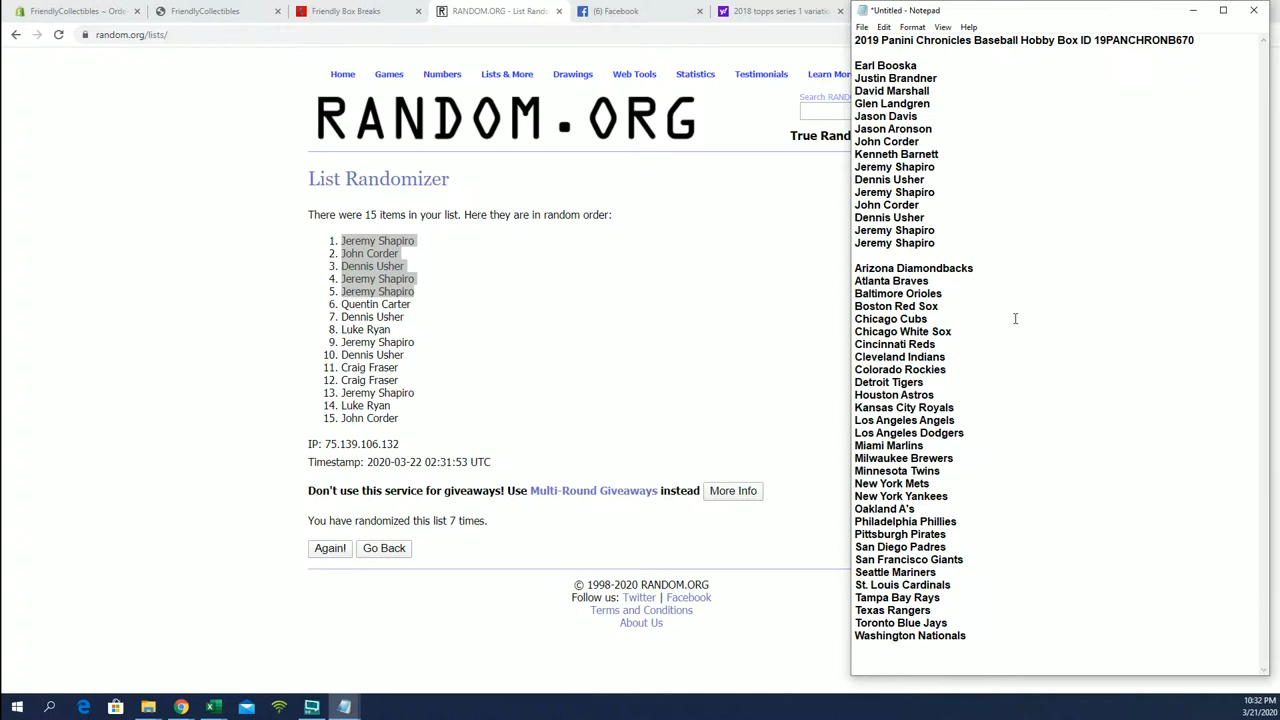 FriendlyCollectibles ~ Orde
FriendlyCollectibles
Friendly Box Breaks
RANDOM.ORG - List Rando
(6) Facebook
2018 topps series 1 variation
random.org/lists/
Home Games Numbers Lists & More Drawings Web Tools Statistics Testimonials Learn Mor
Search RAND
RANDOM.ORG
True Rand
List Randomizer
There were 15 items in your list. Here they are in random order:
1. Jeremy Shapiro
2. John Corder
3. Dennis Usher
4. Jeremy Shapiro
5. Jeremy Shapiro
6. Quentin Carter
7. Dennis Usher
8. Luke Ryan
9. Jeremy Shapiro
10. Dennis Usher
11. Craig Fraser
12. Craig Fraser
13. Jeremy Shapiro
14. Luke Ryan
15. John Corder
IP: 75.139.106.132
Timestamp: 2020-03-22 02:31:53 UTC
Don't use this service for giveaways! Use Multi-Round Giveaways instead More Info
You have randomized this list 7 times.
Again! Go Back
© 1998-2020 RANDOM.ORG
Follow us: Twitter | Facebook
Terms and Conditions
About Us
*Untitled - Notepad
File Edit Format View Help
2019 Panini Chronicles Baseball Hobby Box ID 19PANCHRONB670
Earl Booska
Justin Brandner
David Marshall
Glen Landgren
Jason Davis
Jason Aronson
John Corder
Kenneth Barnett
Jeremy Shapiro
Dennis Usher
Jeremy Shapiro
John Corder
Dennis Usher
Jeremy Shapiro
Jeremy Shapiro
Arizona Diamondbacks
Atlanta Braves
Baltimore Orioles
Boston Red Sox
Chicago Cubs
Chicago White Sox
Cincinnati Reds
Cleveland Indians
Colorado Rockies
Detroit Tigers
Houston Astros
Kansas City Royals
Los Angeles Angels
Los Angeles Dodgers
Miami Marlins
Milwaukee Brewers
Minnesota Twins
New York Mets
New York Yankees
Oakland A's
Philadelphia Phillies
Pittsburgh Pirates
San Diego Padres
San Francisco Giants
Seattle Mariners
St. Louis Cardinals
Tampa Bay Rays
Texas Rangers
Toronto Blue Jays
Washington Nationals
10:32 PM
3/21/2020